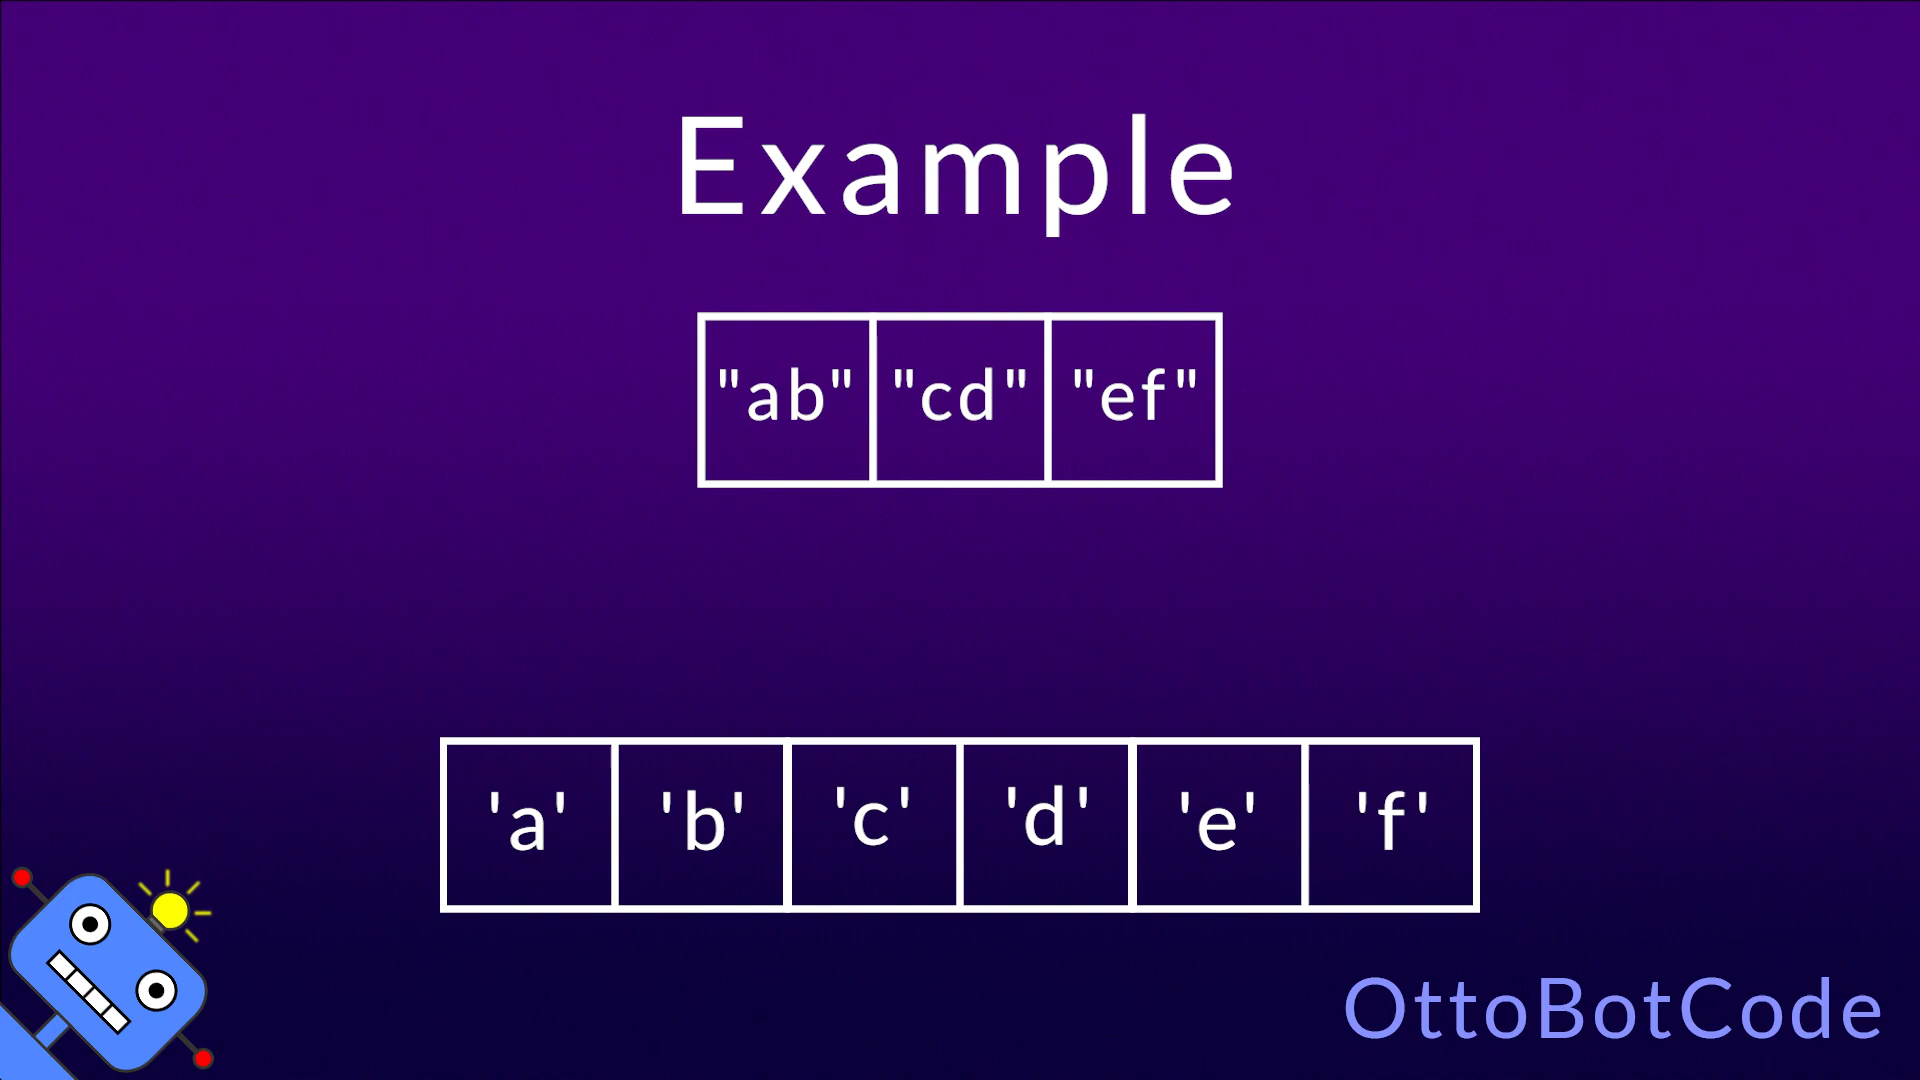 Example
"ab" "cd" "ef"
'a' 'b' 'c' 'd' 'e' 'f'
OttoBotCode